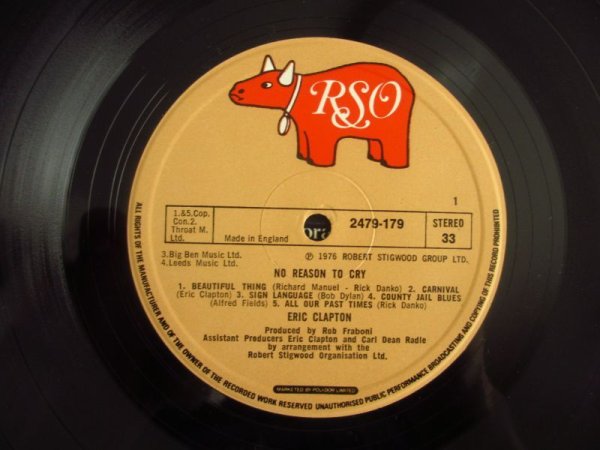 RSO
1
1.&5.Cop.
Con.2.
Throat M.
Ltd.
Made in England
2479-179
STEREO
33
3.Big Ben Music Ltd.
4.Leeds Music Ltd.
℗ 1976 ROBERT STIGWOOD GROUP LTD.
NO REASON TO CRY
1. BEAUTIFUL THING (Richard Manuel - Rick Danko) 2. CARNIVAL
(Eric Clapton) 3. SIGN LANGUAGE (Bob Dylan) 4. COUNTY JAIL BLUES
(Alfred Fields) 5. ALL OUR PAST TIMES (Rick Danko)
ERIC CLAPTON
Produced by Rob Fraboni
Assistant Producers Eric Clapton and Carl Dean Radle
by arrangement with the
Robert Stigwood Organisation Ltd.
MARKETED BY POLYDOR LIMITED
ALL RIGHTS OF THE MANUFACTURER AND OF THE OWNER OF THE RECORDED WORK RESERVED UNAUTHORISED PUBLIC PERFORMANCE BROADCASTING AND COPYING OF THIS RECORD PROHIBITED